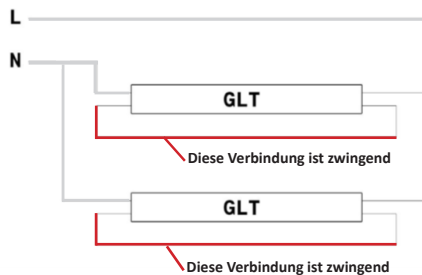 L
N
GLT
Diese Verbindung ist zwingend
GLT
Diese Verbindung ist zwingend